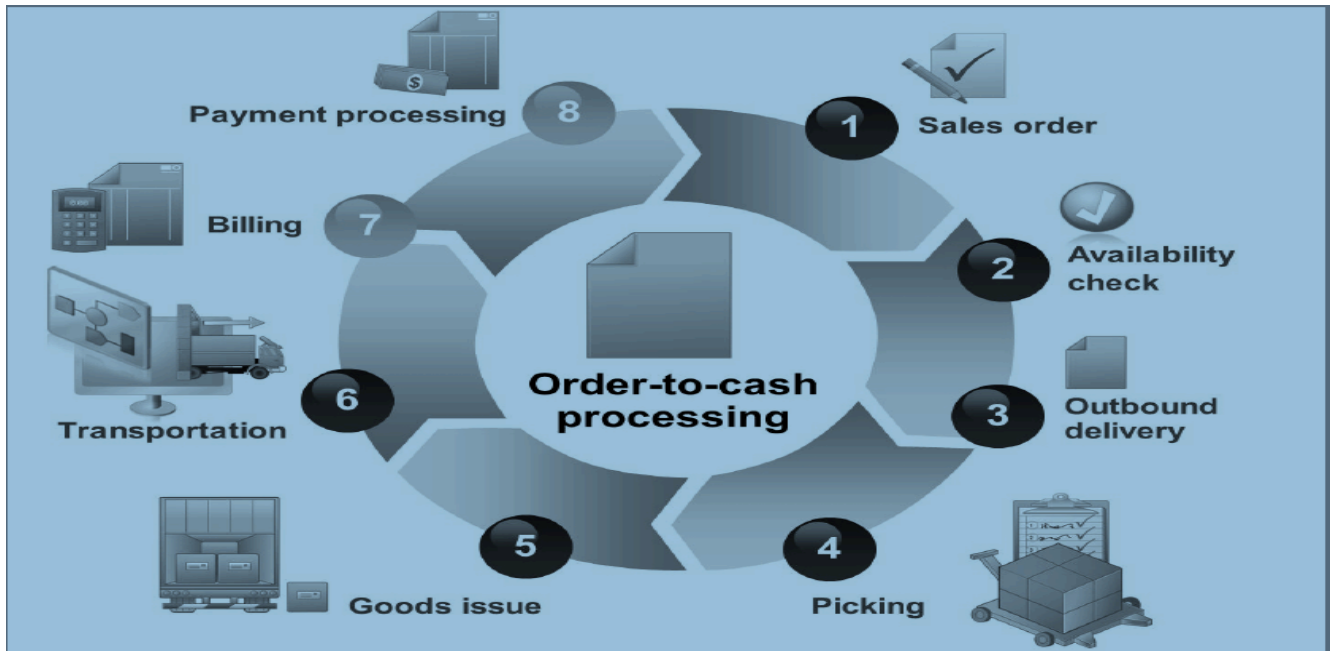 Order-to-cash
processing
1
Sales order
2
Availability
check
3
Outbound
delivery
4
Picking
5
Goods issue
6
Transportation
7
Billing
8
Payment processing
$